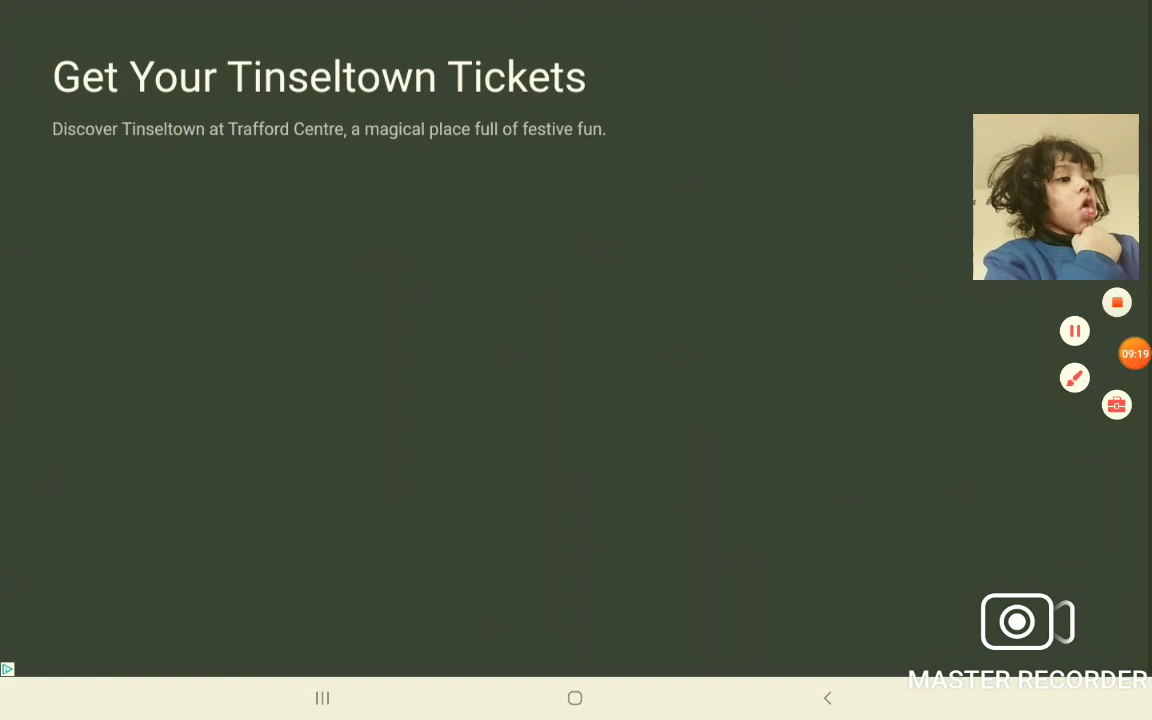 Get Your Tinseltown Tickets
Discover Tinseltown at Trafford Centre, a magical place full of festive fun.
09:19
MASTER RECORDER